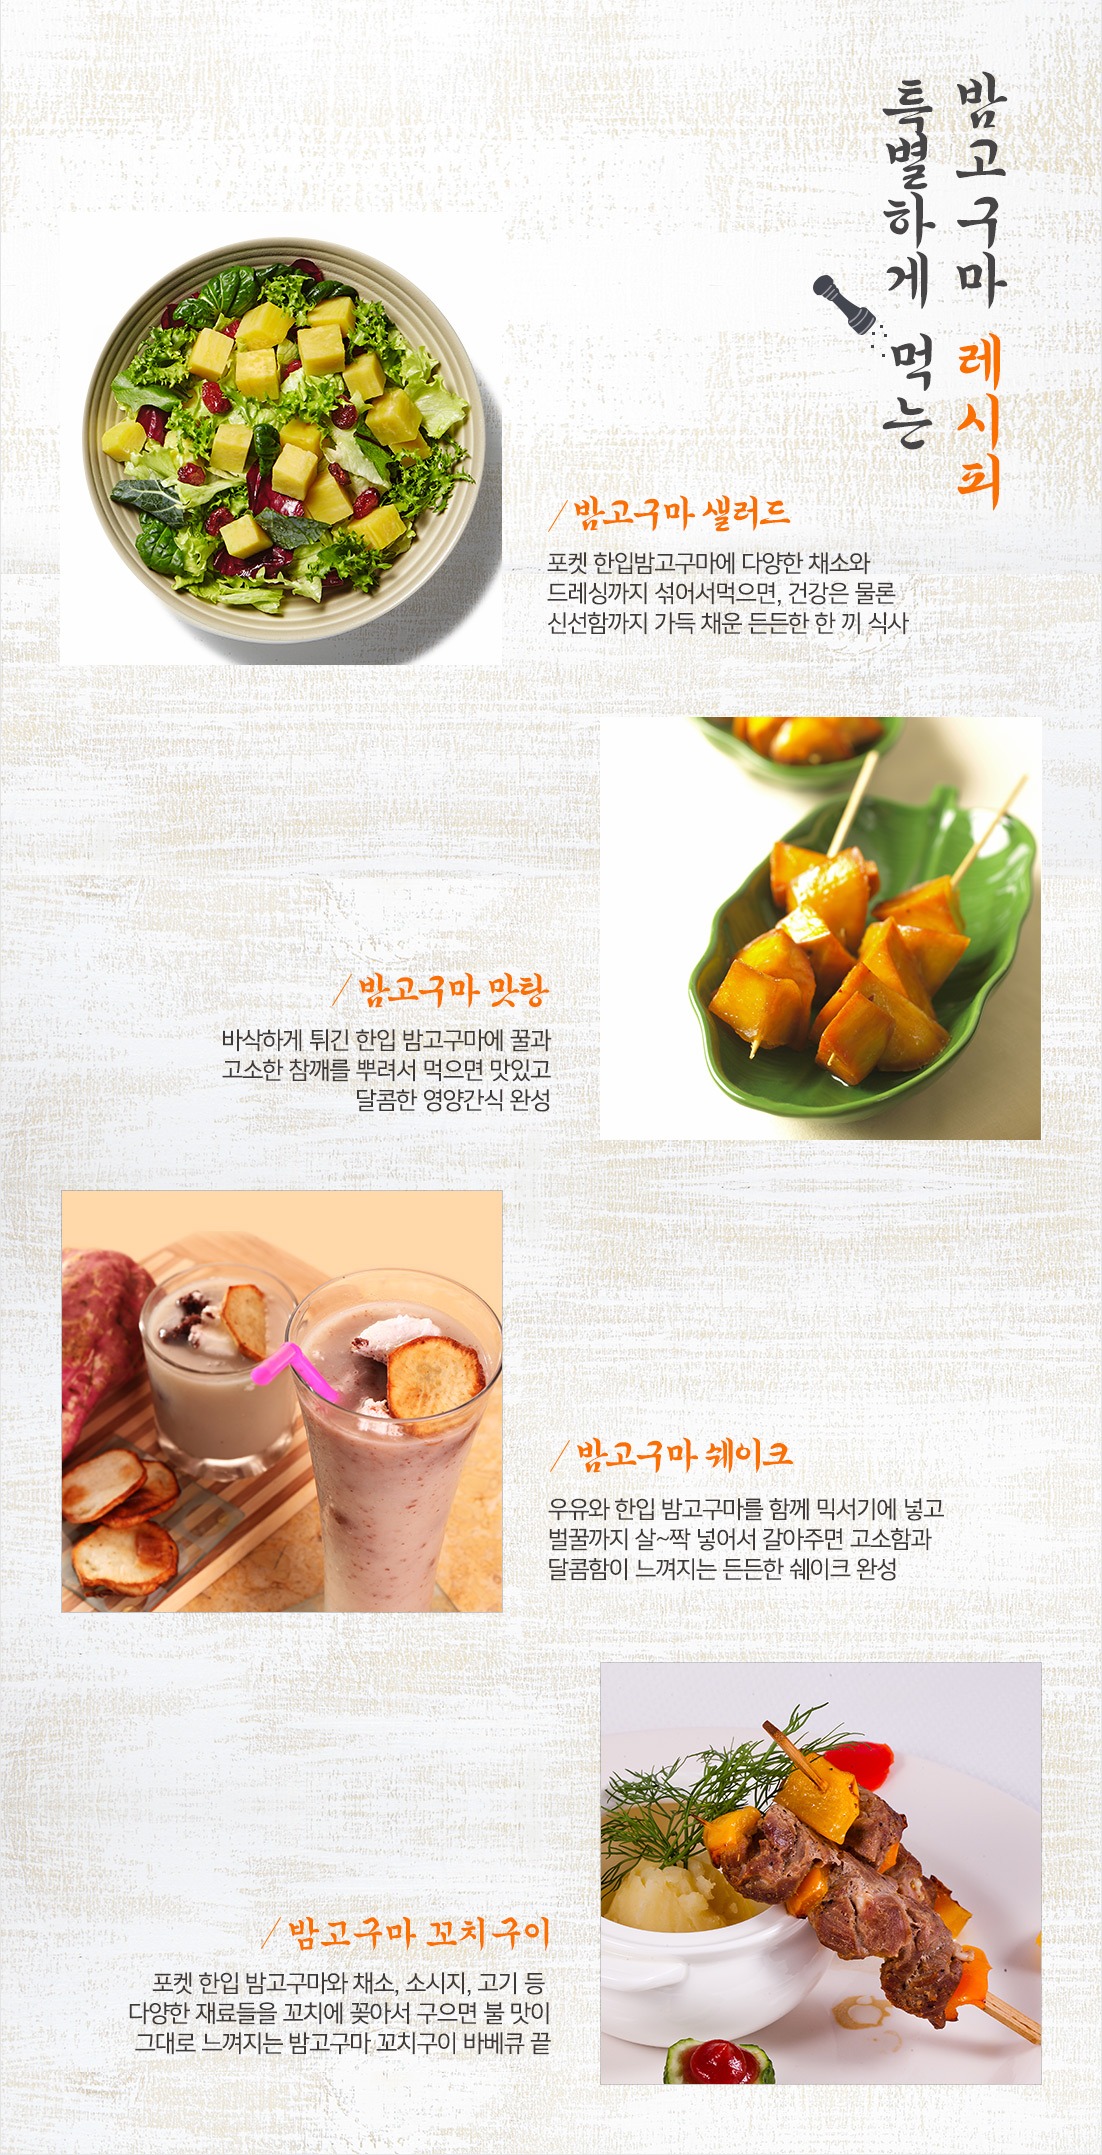 특별하게 먹는
밤고구마 레시피
/ 밤고구마 샐러드
포켓 한입밤고구마에 다양한 채소와
드레싱까지 섞어서먹으면, 건강은 물론
신선함까지 가득 채운 든든한 한 끼 식사
/ 밤고구마 맛탕
바삭하게 튀긴 한입 밤고구마에 꿀과
고소한 참깨를 뿌려서 먹으면 맛있고
달콤한 영양간식 완성
/ 밤고구마 쉐이크
우유와 한입 밤고구마를 함께 믹서기에 넣고
벌꿀까지 살~짝 넣어서 갈아주면 고소함과
달콤함이 느껴지는 든든한 쉐이크 완성
/ 밤고구마 꼬치구이
포켓 한입 밤고구마와 채소, 소시지, 고기 등
다양한 재료들을 꼬치에 꽂아서 구으면 불 맛이
그대로 느껴지는 밤고구마 꼬치구이 바베큐 끝